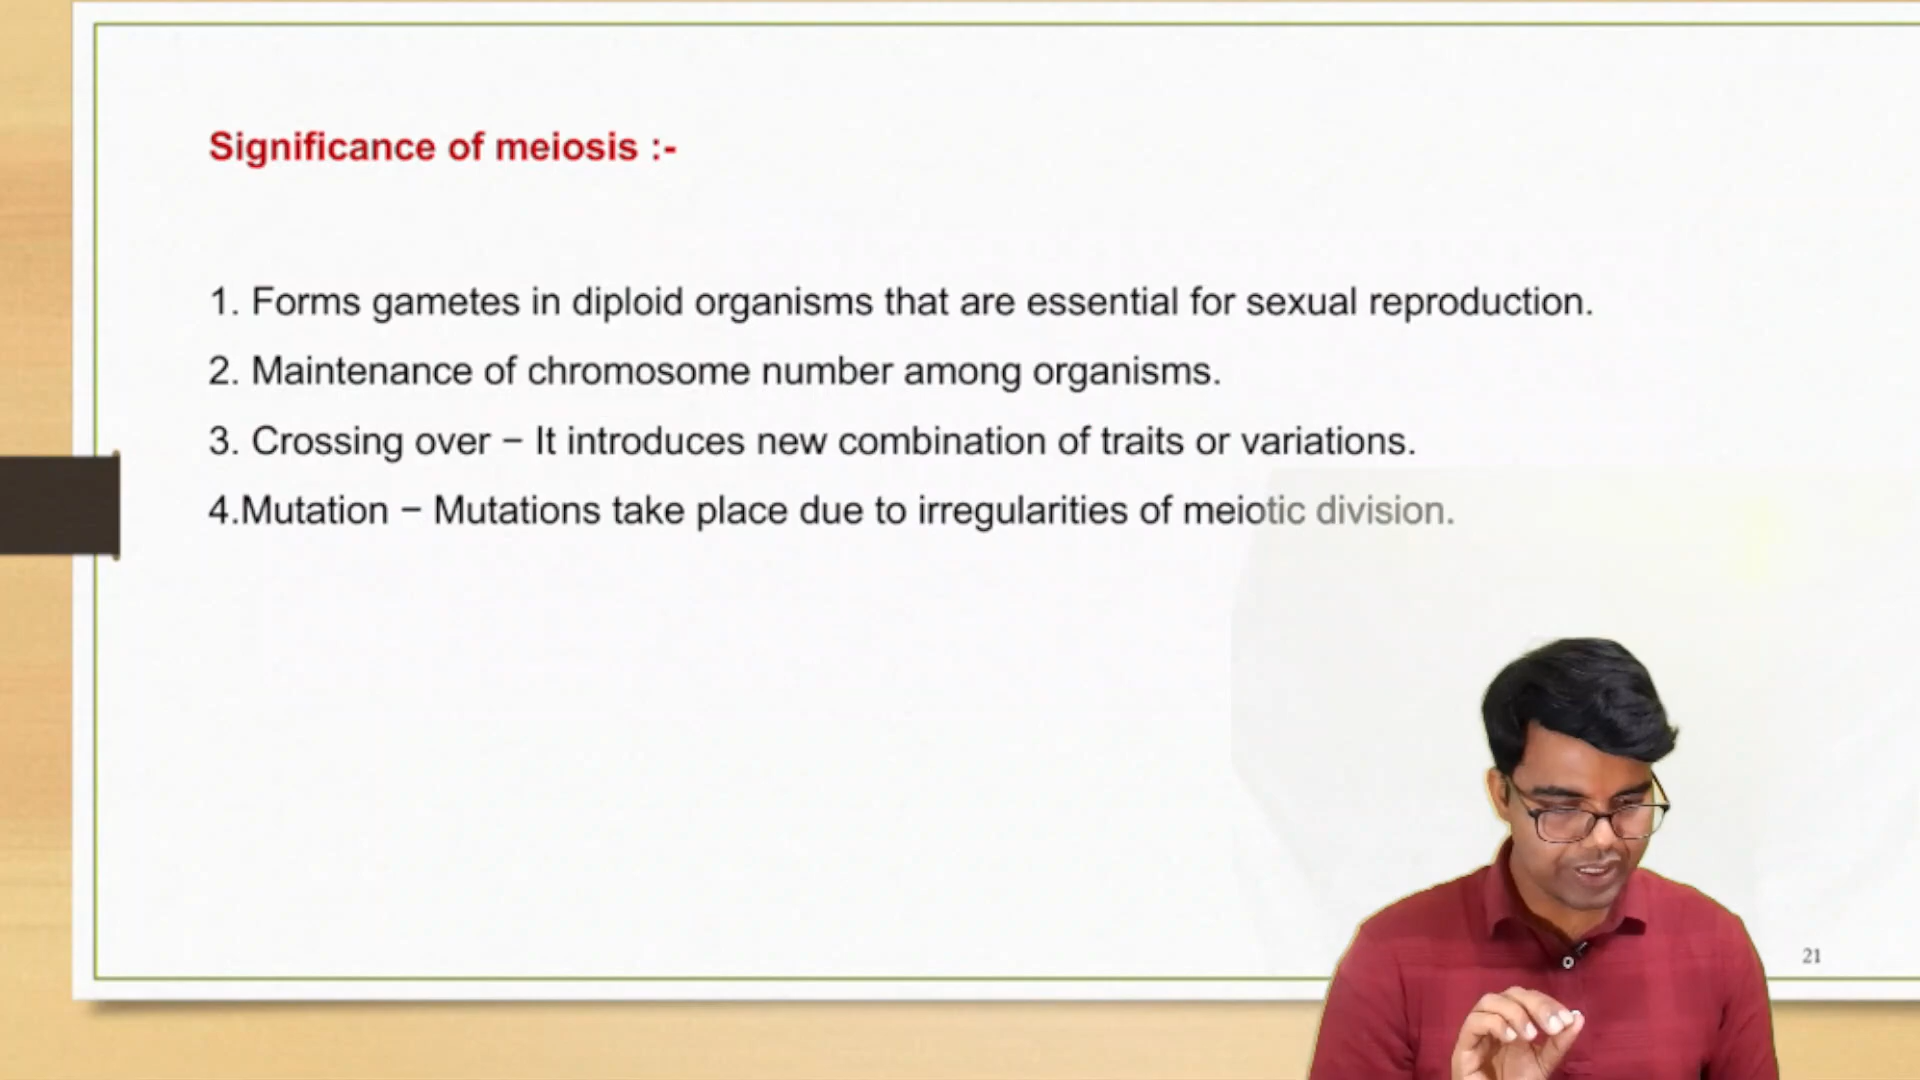 Significance of meiosis :-
1. Forms gametes in diploid organisms that are essential for sexual reproduction.
2. Maintenance of chromosome number among organisms.
3. Crossing over – It introduces new combination of traits or variations.
4.Mutation – Mutations take place due to irregularities of meiotic division.
21